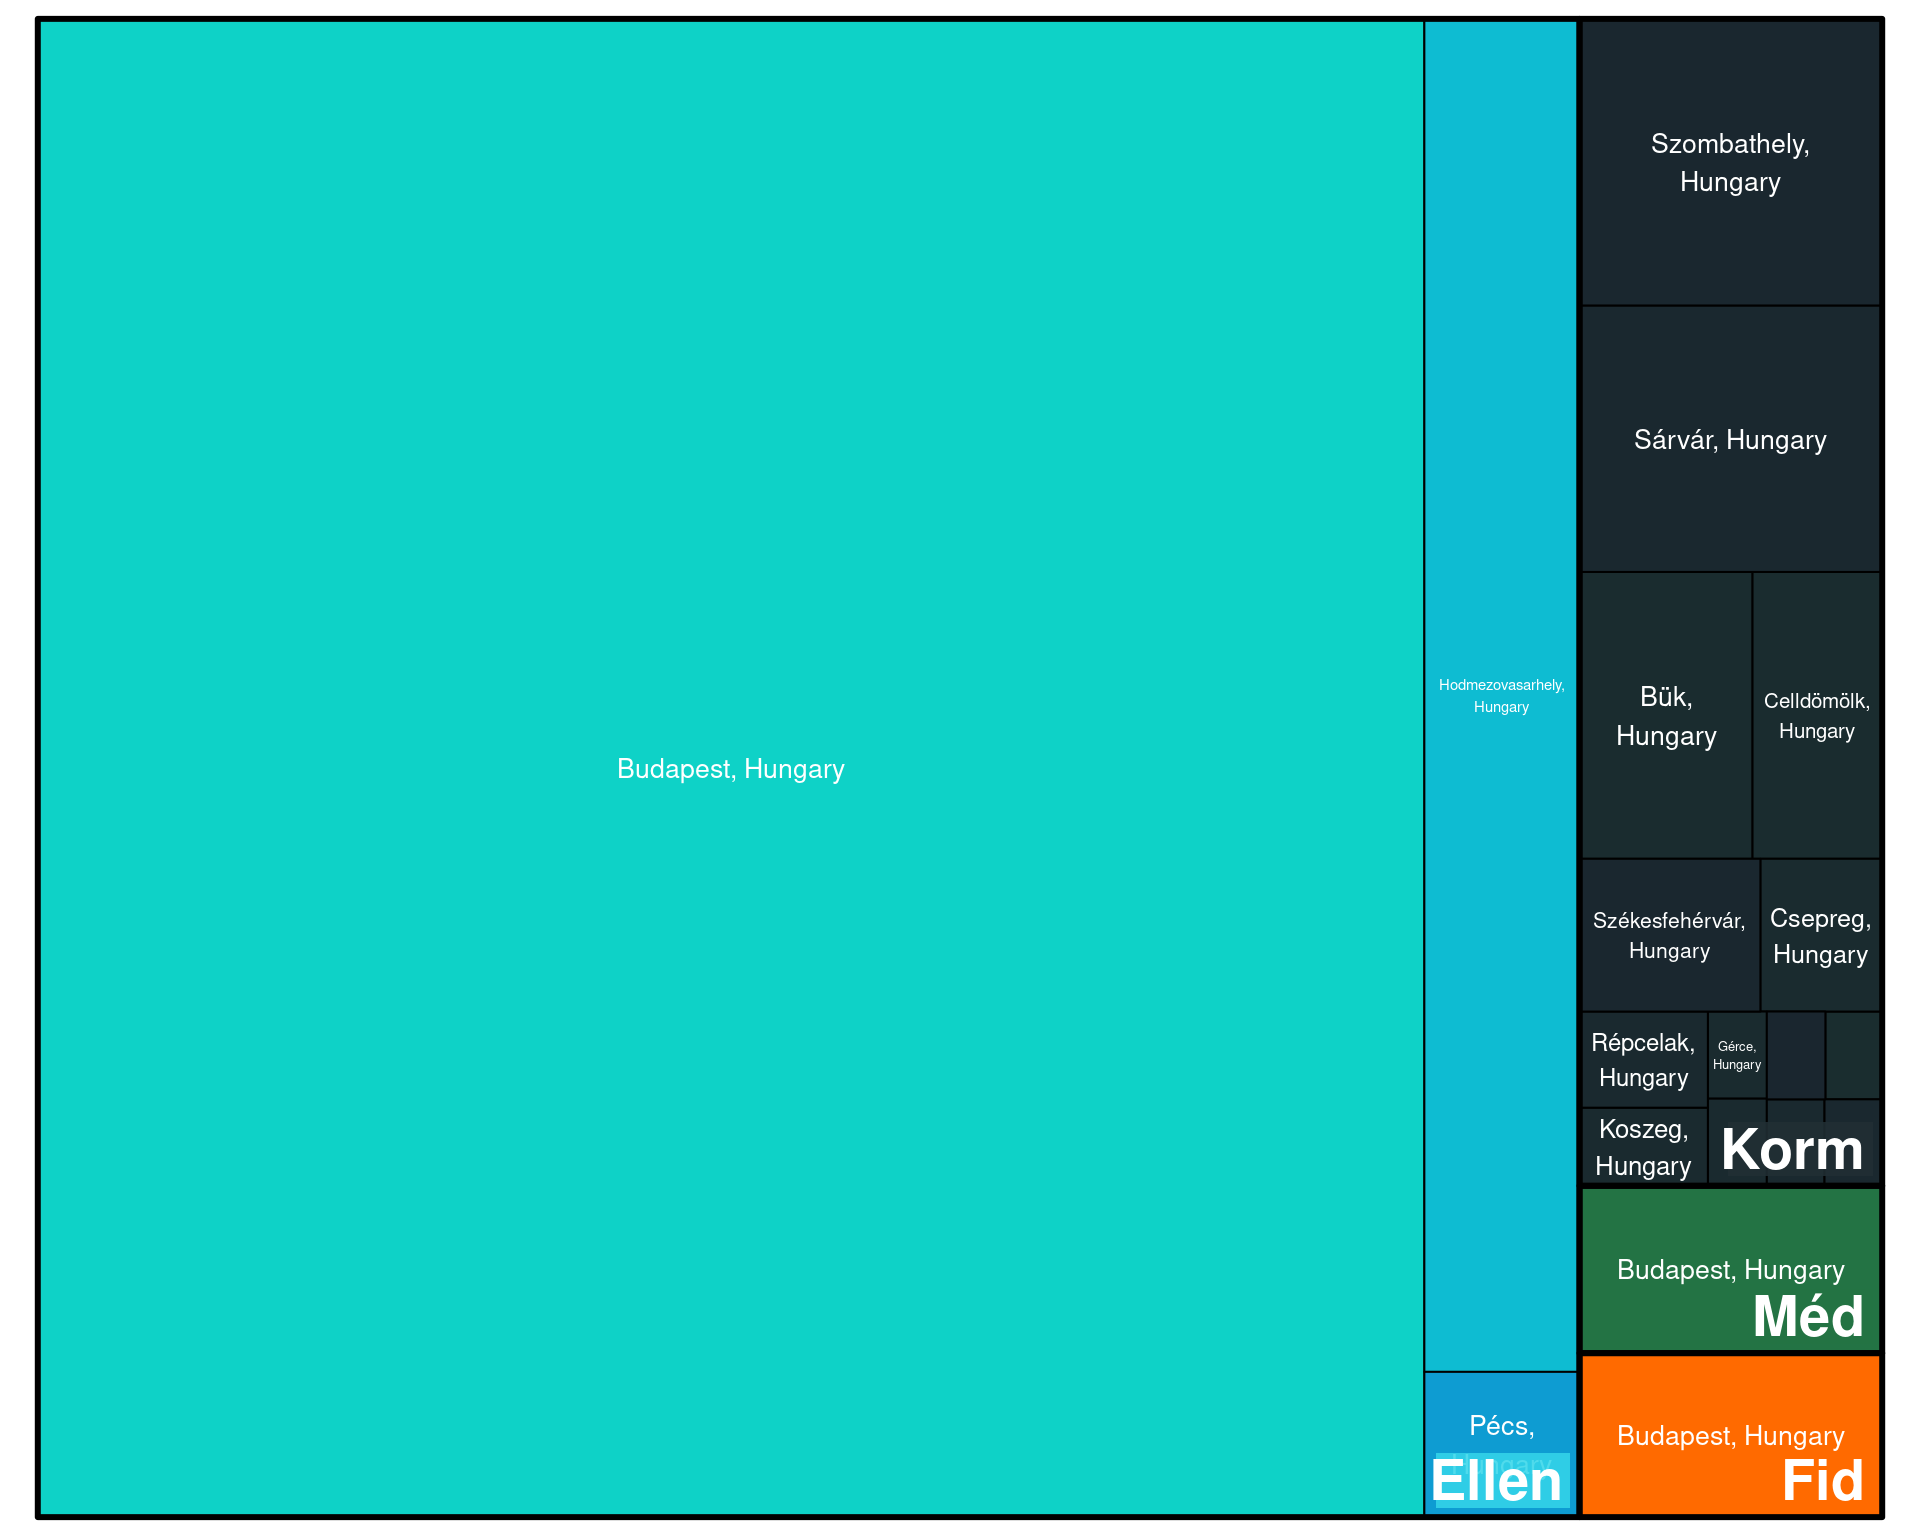 Budapest, Hungary
Hodmezovasarhely,
Hungary
Pécs,
Hungary
Ellen
Szombathely,
Hungary
Sárvár, Hungary
Bük,
Hungary
Celldömölk,
Hungary
Székesfehérvár,
Hungary
Csepreg,
Hungary
Répcelak,
Hungary
Gérce,
Hungary
Koszeg,
Hungary
Korm
Budapest, Hungary
Méd
Budapest, Hungary
Fid